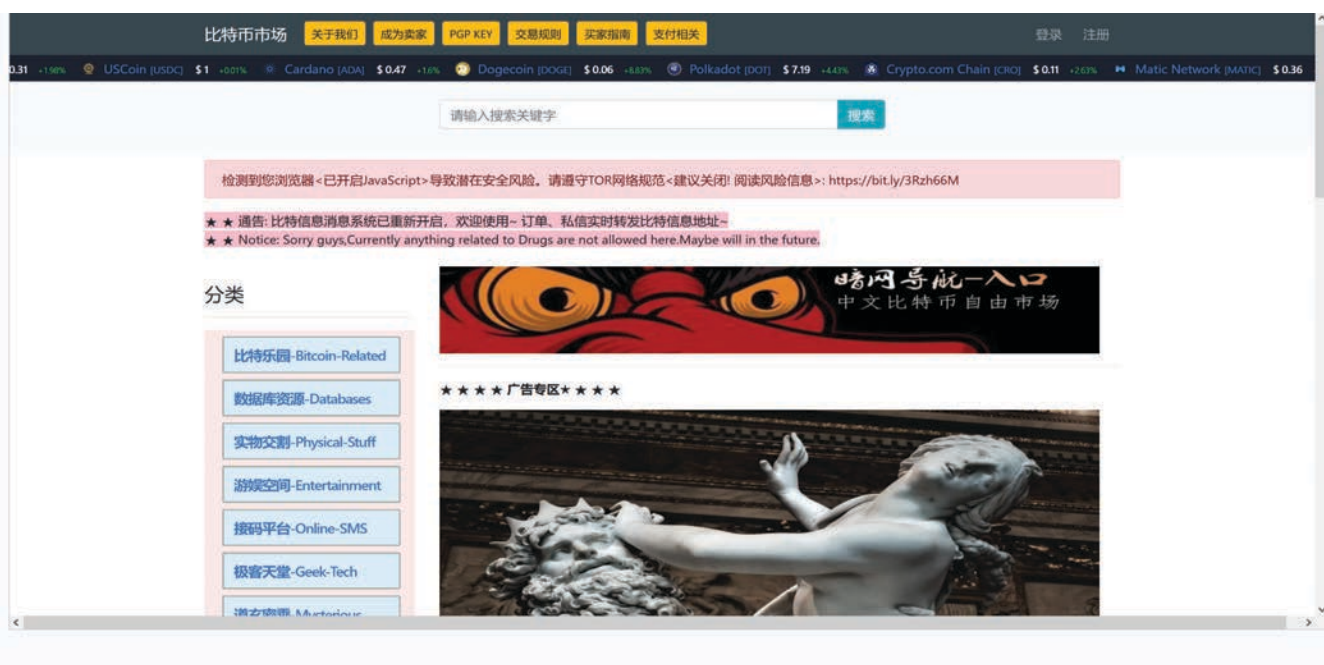 比特币市场 关于我们 成为卖家 PGP KEY 交易规则 买家指南 支付相关 登录 注册
0.31 +1.98% USCoin [USDC] $ 1 +0.01% Cardano [ADA] $ 0.47 +1.6% Dogecoin [DOGE] $ 0.06 +6.83% Polkadot [DOT] $ 7.19 +4.43% Crypto.com Chain [CRO] $ 0.11 +2.63% Matic Network [MATIC] $ 0.36
请输入搜索关键字 搜索
检测到您浏览器<已开启JavaScript>导致潜在安全风险。请遵守TOR网络规范<建议关闭! 阅读风险信息>: https://bit.ly/3Rzh66M
★ ★ 通告: 比特信息消息系统已重新开启，欢迎使用~ 订单、私信实时转发比特信息地址~
★ ★ Notice: Sorry guys,Currently anything related to Drugs are not allowed here.Maybe will in the future.
分类
暗网导航—入口
中文比特币自由市场
比特乐园-Bitcoin-Related
数据库资源-Databases
实物交割-Physical-Stuff
游娱空间-Entertainment
接码平台-Online-SMS
极客天堂-Geek-Tech
★ ★ ★ ★ 广告专区★ ★ ★ ★